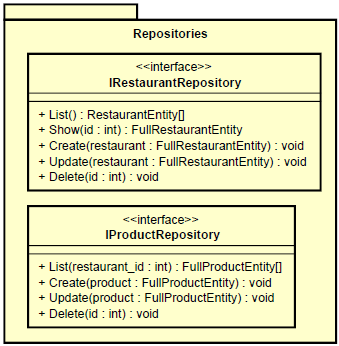 Repositories
<<interface>>
IRestaurantRepository
+ List() : RestaurantEntity[]
+ Show(id : int) : FullRestaurantEntity
+ Create(restaurant : FullRestaurantEntity) : void
+ Update(restaurant : FullRestaurantEntity) : void
+ Delete(id : int) : void
<<interface>>
IProductRepository
+ List(restaurant_id : int) : FullProductEntity[]
+ Create(product : FullProductEntity) : void
+ Update(product : FullProductEntity) : void
+ Delete(id : int) : void